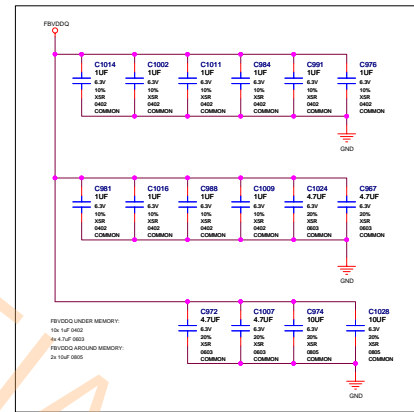 FBVDDQ
C1014 C1002 C1011 C984 C991 C976
1UF 1UF 1UF 1UF 1UF 1UF
6.3V 6.3V 6.3V 6.3V 6.3V 6.3V
10% 10% 10% 10% 10% 10%
X5R X5R X5R X5R X5R X5R
0402 0402 0402 0402 0402 0402
COMMON COMMON COMMON COMMON COMMON COMMON
GND
C981 C1016 C988 C1009 C1024 C967
1UF 1UF 1UF 1UF 4.7UF 4.7UF
6.3V 6.3V 6.3V 6.3V 6.3V 6.3V
10% 10% 10% 10% 20% 20%
X5R X5R X5R X5R X5R X5R
0402 0402 0402 0402 0603 0603
COMMON COMMON COMMON COMMON COMMON COMMON
GND
C972 C1007 C974 C1028
4.7UF 4.7UF 10UF 10UF
6.3V 6.3V 6.3V 6.3V
20% 20% 20% 20%
X5R X5R X5R X5R
0603 0603 0805 0805
COMMON COMMON COMMON COMMON
GND
FBVDDQ UNDER MEMORY:
10x 1uF 0402
4x 4.7uF 0603
FBVDDQ AROUND MEMORY:
2x 10uF 0805